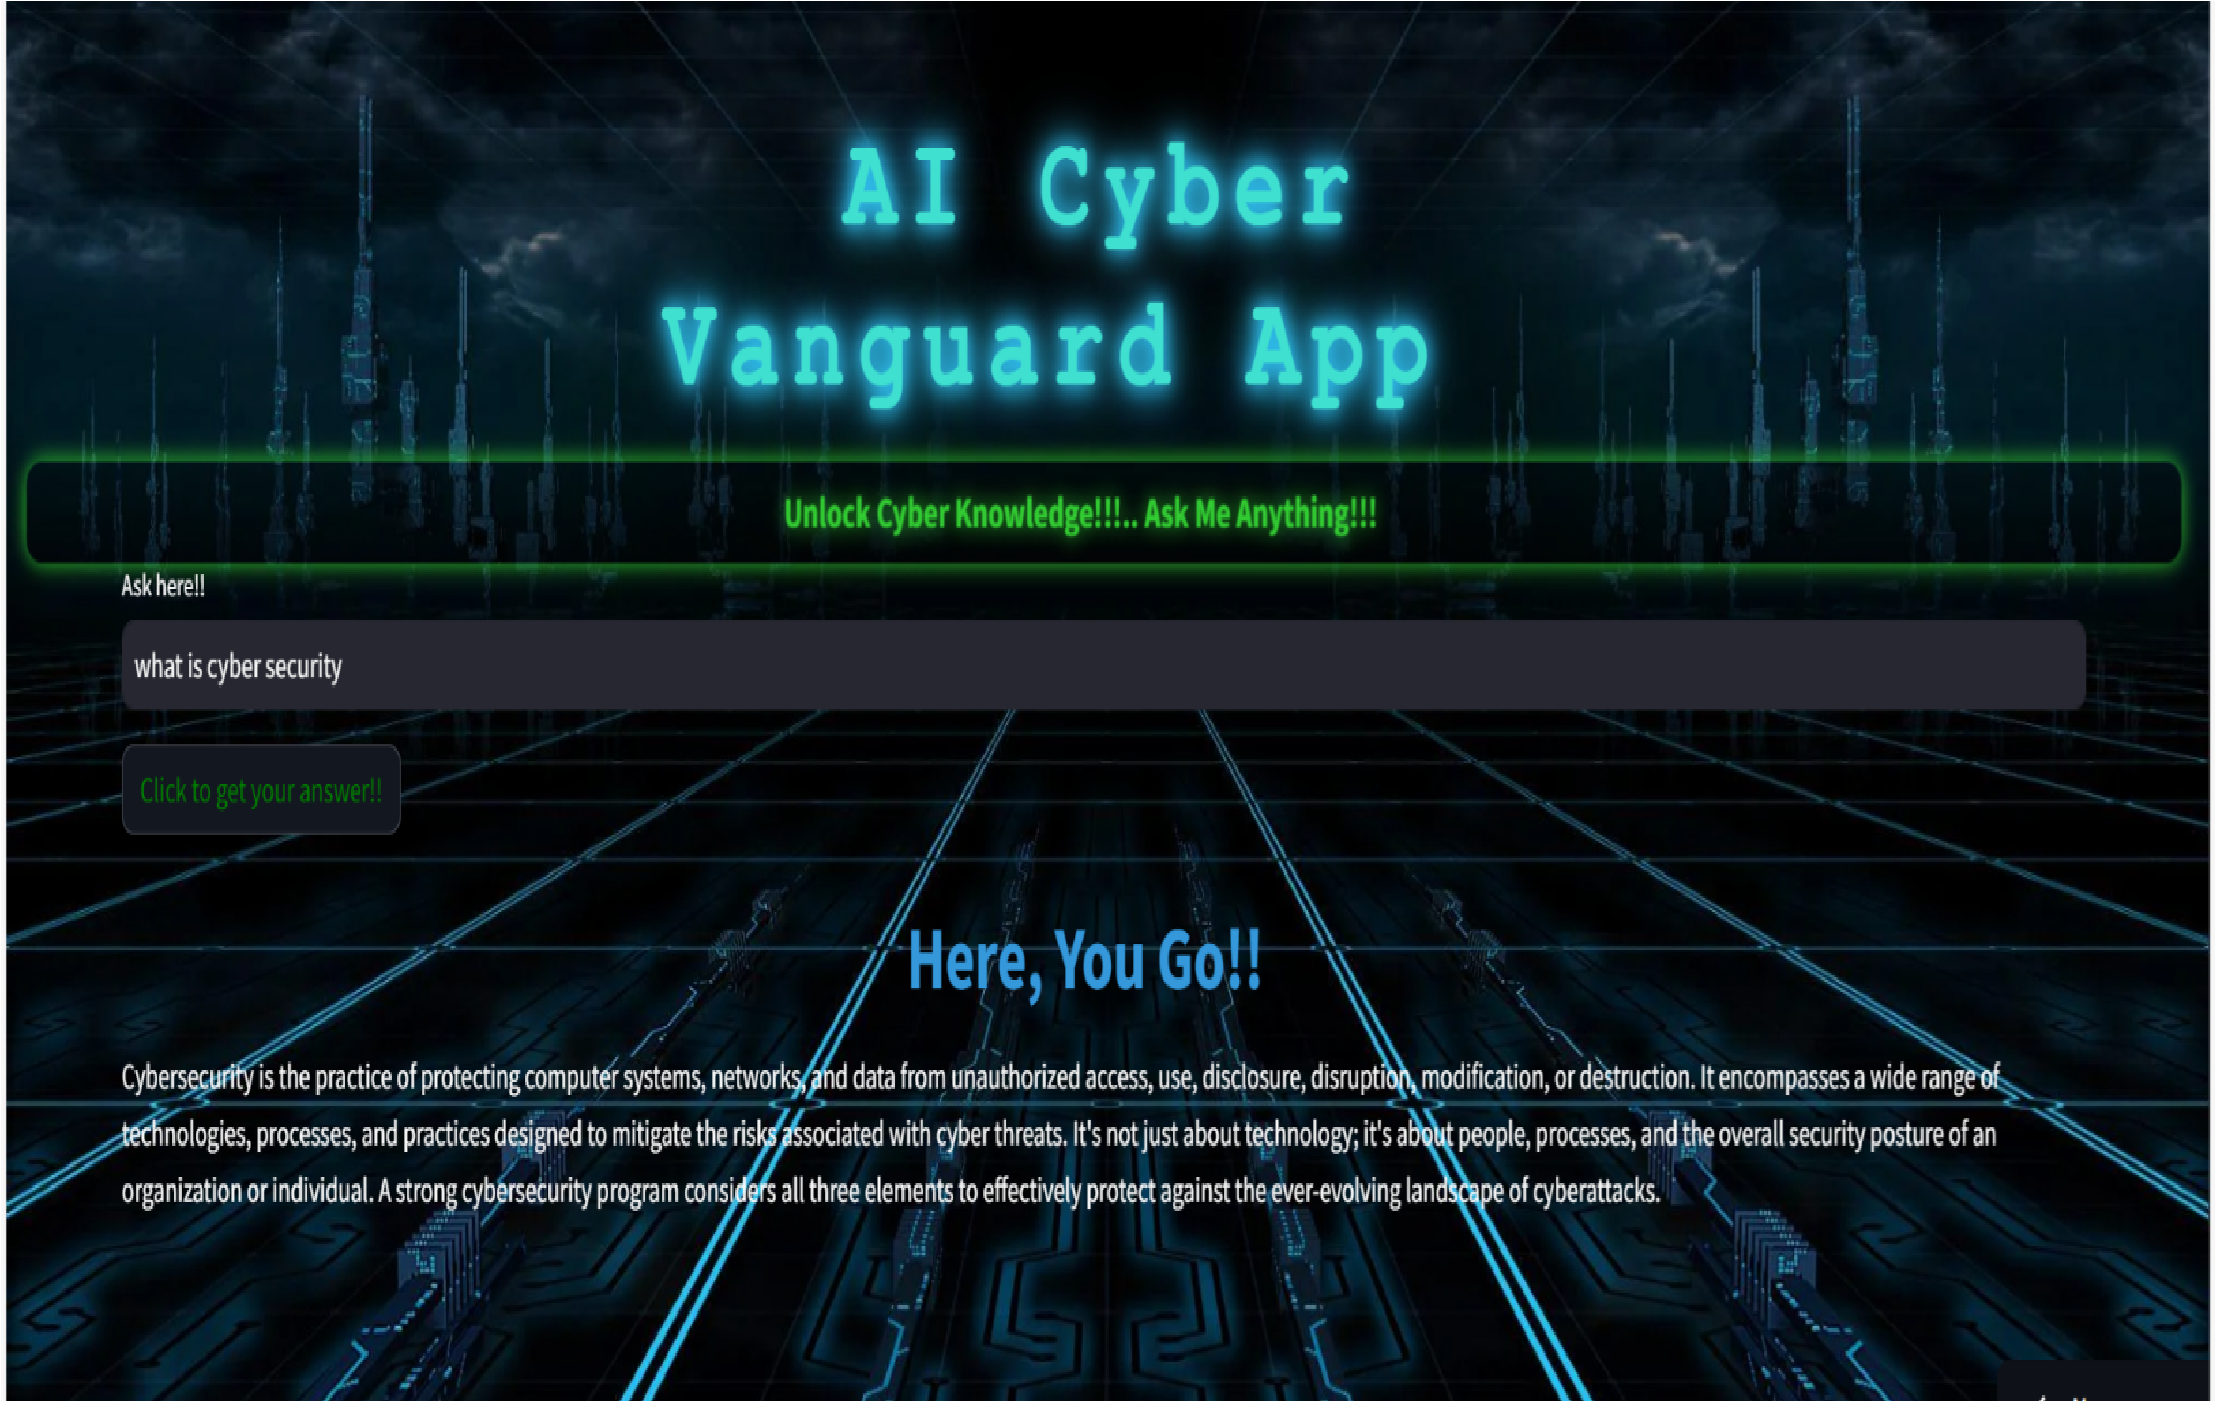 AI Cyber
Vanguard App
Unlock Cyber Knowledge!!!.. Ask Me Anything!!!
Ask here!!
what is cyber security
Click to get your answer!!
Here, You Go!!
Cybersecurity is the practice of protecting computer systems, networks, and data from unauthorized access, use, disclosure, disruption, modification, or destruction. It encompasses a wide range of
technologies, processes, and practices designed to mitigate the risks associated with cyber threats. It's not just about technology; it's about people, processes, and the overall security posture of an
organization or individual. A strong cybersecurity program considers all three elements to effectively protect against the ever-evolving landscape of cyberattacks.